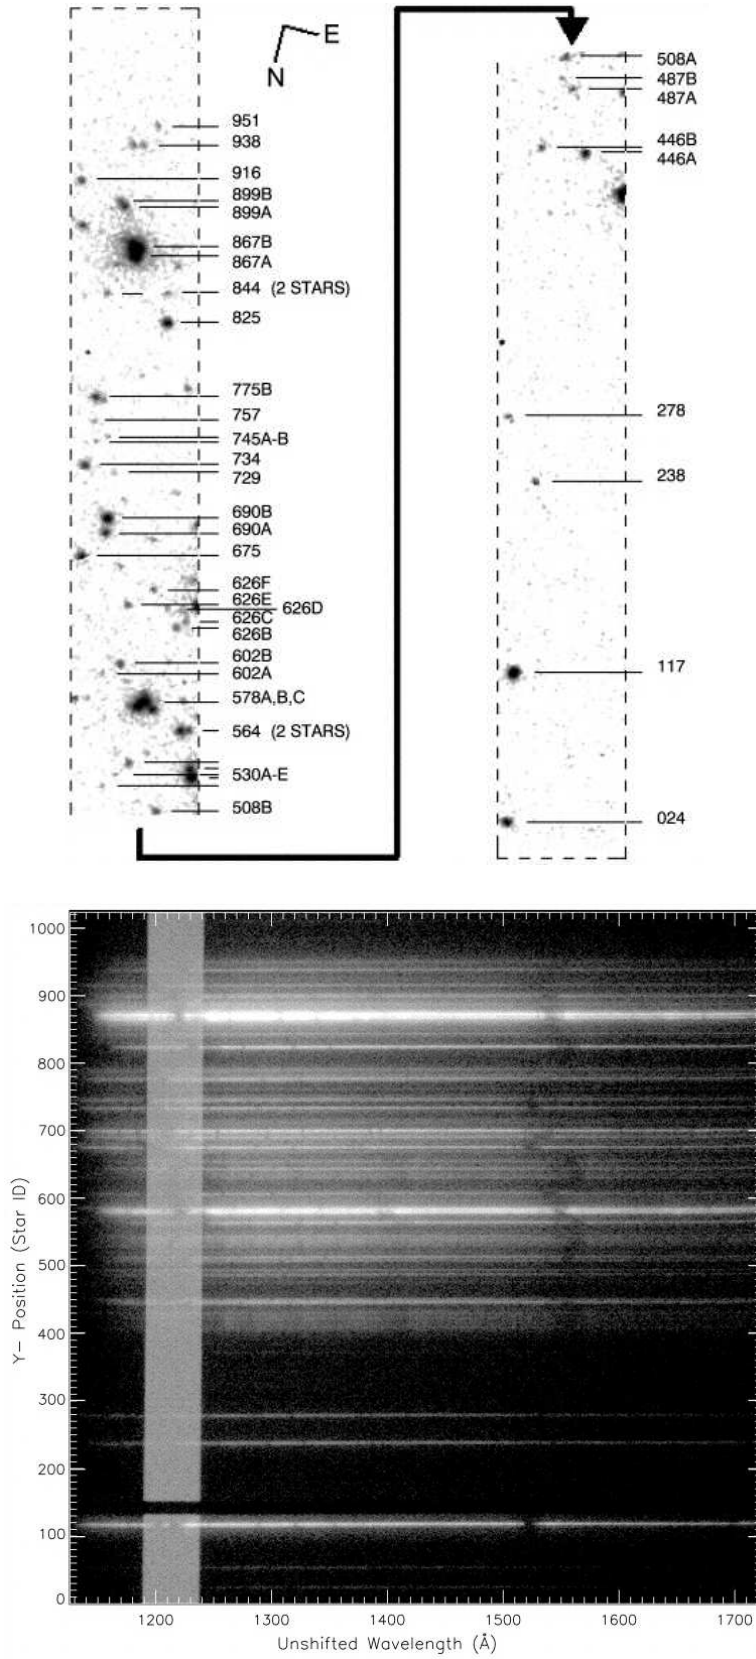 E
N
951
938
916
899B
899A
867B
867A
844 (2 STARS)
825
775B
757
745A-B
734
729
690B
690A
675
626F
626E
626D
626C
626B
602B
602A
578A,B,C
564 (2 STARS)
530A-E
508B
508A
487B
487A
446B
446A
278
238
117
024
1000
900
800
700
600
500
400
300
200
100
0
Y- Position (Star ID)
1200 1300 1400 1500 1600 1700
Unshifted Wavelength (Å)